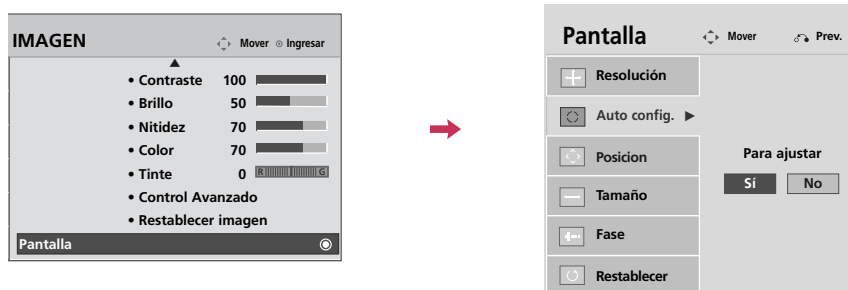 IMAGEN Mover Ingresar
• Contraste 100
• Brillo 50
• Nitidez 70
• Color 70
• Tinte 0 R G
• Control Avanzado
• Restablecer imagen
Pantalla
Pantalla Mover Prev.
Resolución
Auto config. ►
Posicion
Tamaño
Fase
Restablecer
Para ajustar
Sí No